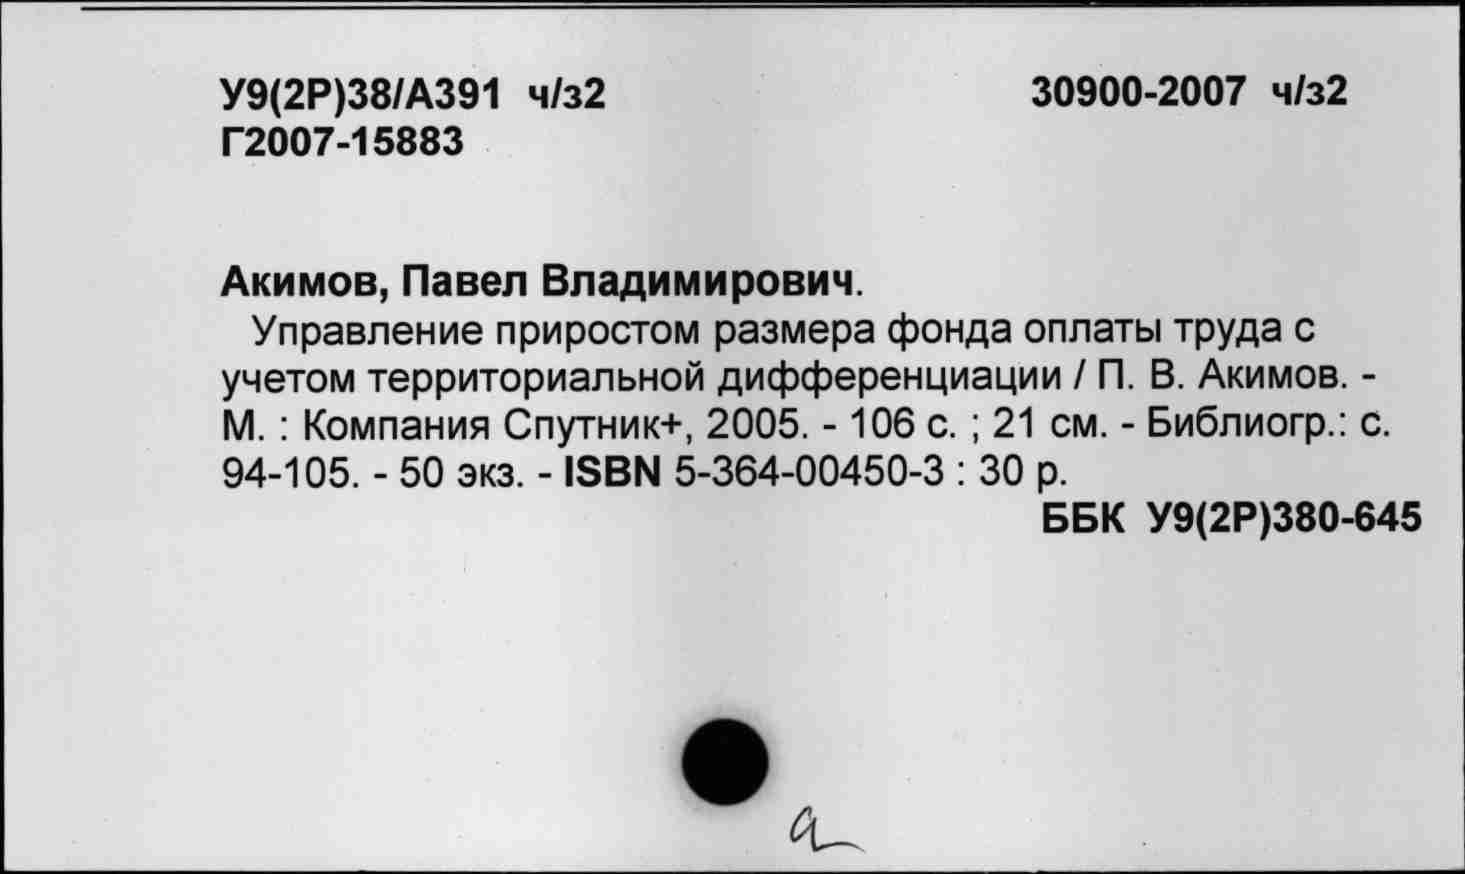 У9(2Р)38/А391 ч/з2 30900-2007 ч/з2
Г2007-15883
Акимов, Павел Владимирович.
Управление приростом размера фонда оплаты труда с
учетом территориальной дифференциации / П. В. Акимов. -
М. : Компания Спутник+, 2005. - 106 с. ; 21 см. - Библиогр.: с.
94-105. - 50 экз. - ISBN 5-364-00450-3 : 30 р.
ББК У9(2Р)380-645
а